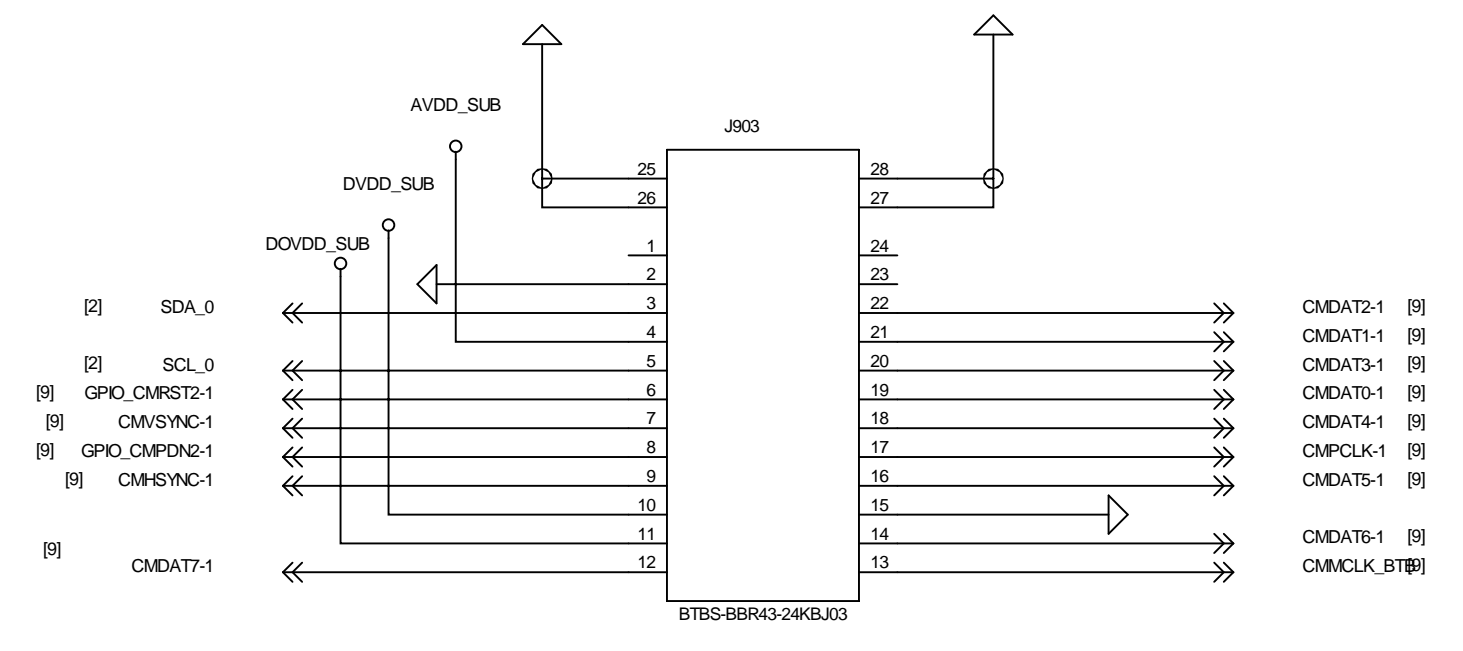 AVDD_SUB
J903
DVDD_SUB
DOVDD_SUB
25 28
26 27
1 24
2 23
[2] SDA_0 3 22 CMDAT2-1 [9]
4 21 CMDAT1-1 [9]
[2] SCL_0 5 20 CMDAT3-1 [9]
[9] GPIO_CMRST2-1 6 19 CMDAT0-1 [9]
[9] CMVSYNC-1 7 18 CMDAT4-1 [9]
[9] GPIO_CMPDN2-1 8 17 CMPCLK-1 [9]
[9] CMHSYNC-1 9 16 CMDAT5-1 [9]
10 15
11 14 CMDAT6-1 [9]
[9]
CMDAT7-1 12 13 CMMCLK_BTB [9]
BTBS-BBR43-24KBJ03